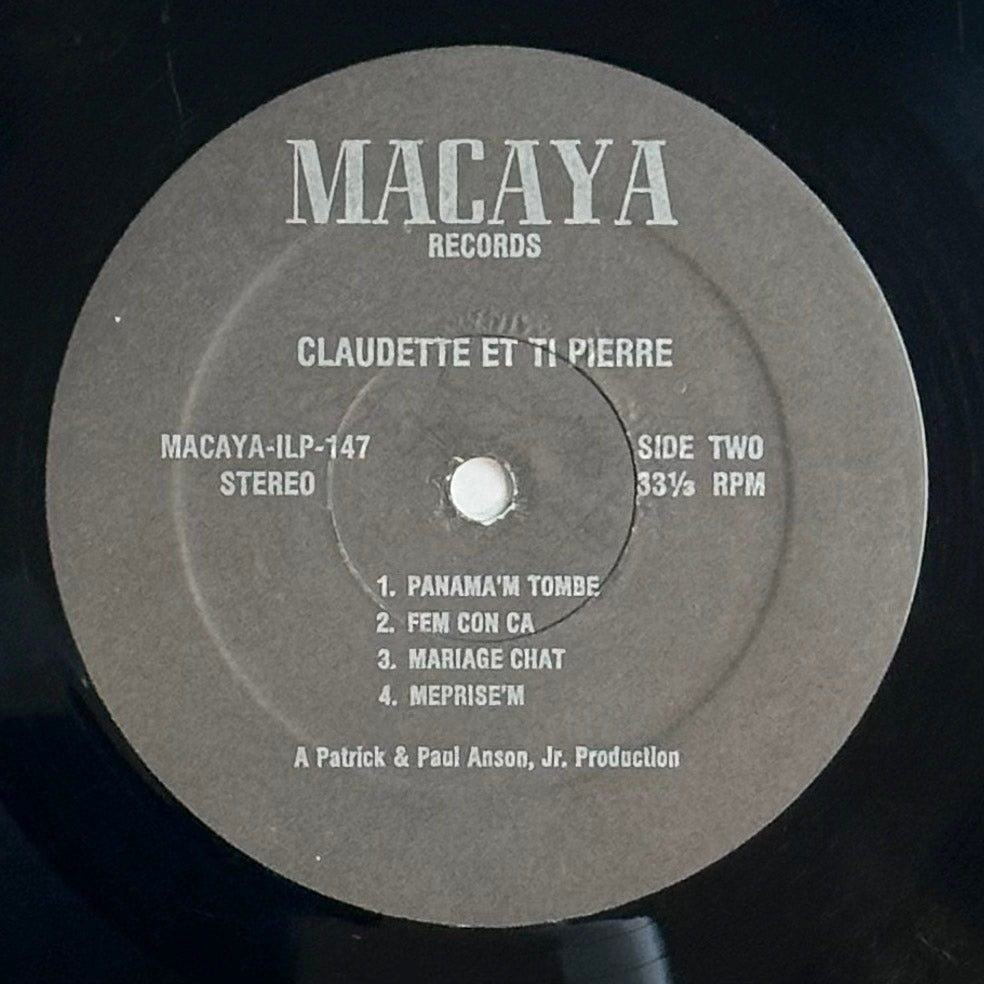 MACAYA
RECORDS
CLAUDETTE ET TI PIERRE
MACAYA-ILP-147
STEREO
SIDE TWO
33⅓ RPM
1. PANAMA'M TOMBE
2. FEM CON CA
3. MARIAGE CHAT
4. MEPRISE'M
A Patrick & Paul Anson, Jr. Production